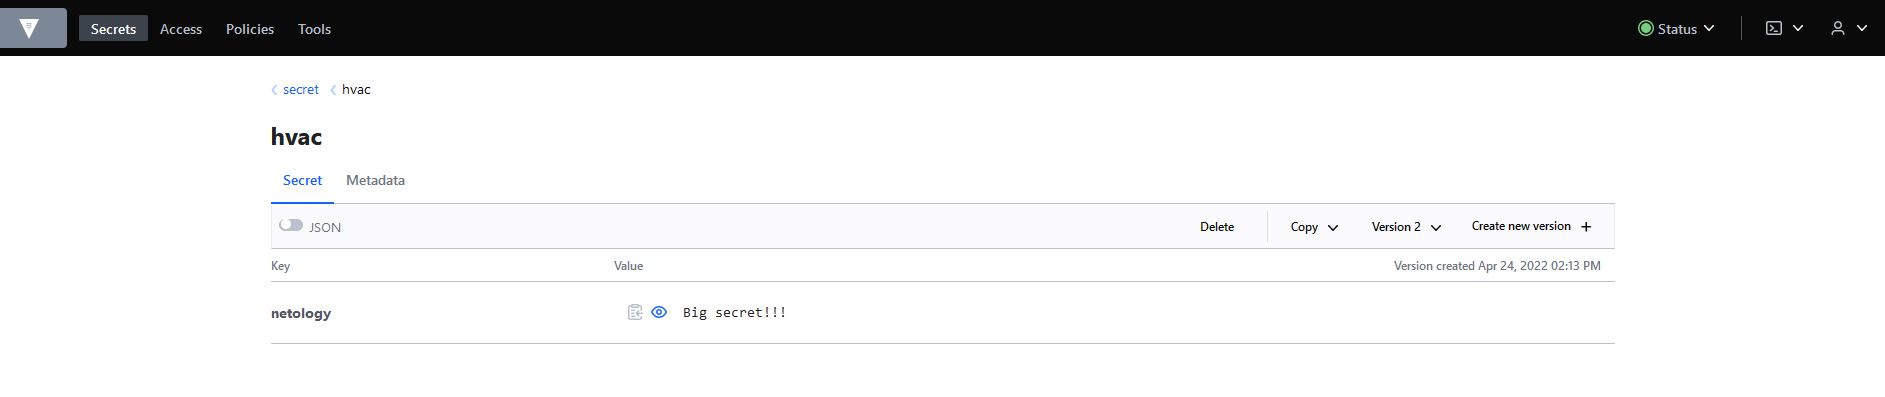 Secrets Access Policies Tools Status
secret hvac
hvac
Secret Metadata
JSON Delete Copy Version 2 Create new version +
Key Value Version created Apr 24, 2022 02:13 PM
netology Big secret!!!